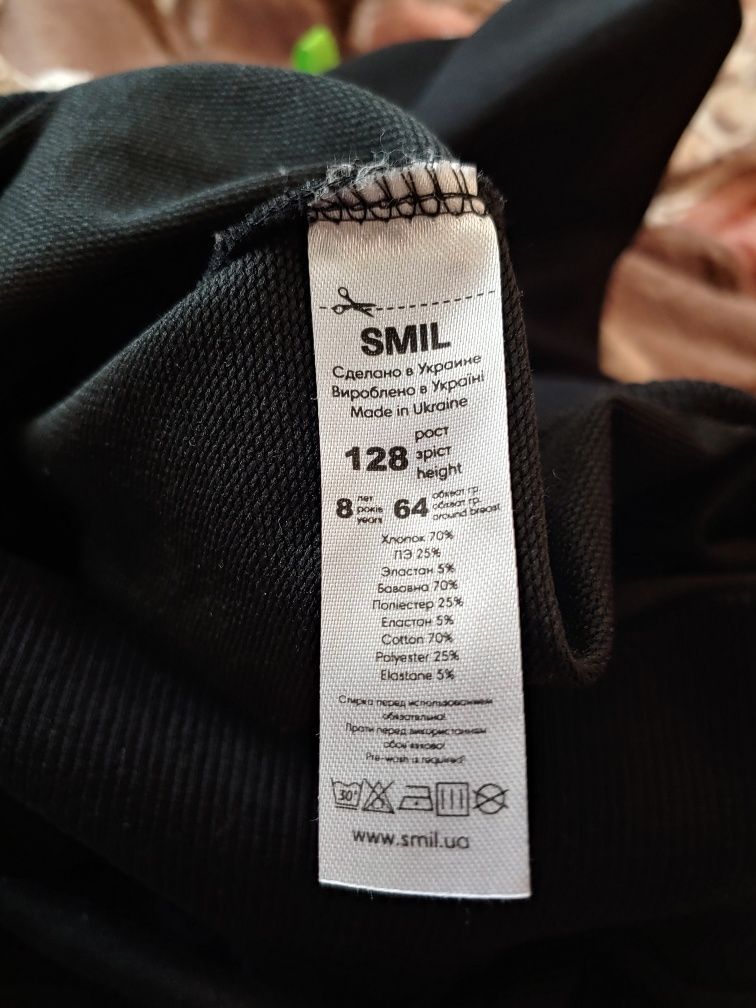 SMIL
Сделано в Украине
Вироблено в Україні
Made in Ukraine
128
рост
зріст
height
8
лет
років
years
64
обхват гр.
обхват гр.
around breast
Хлопок 70%
ПЭ 25%
Эластан 5%
Бавовна 70%
Поліестер 25%
Еластан 5%
Cotton 70%
Polyester 25%
Elastane 5%
Стирка перед использованием
обязательна!
Прати перед використанням
обов'язково!
Pre-wash is required!
30°
www.smil.ua